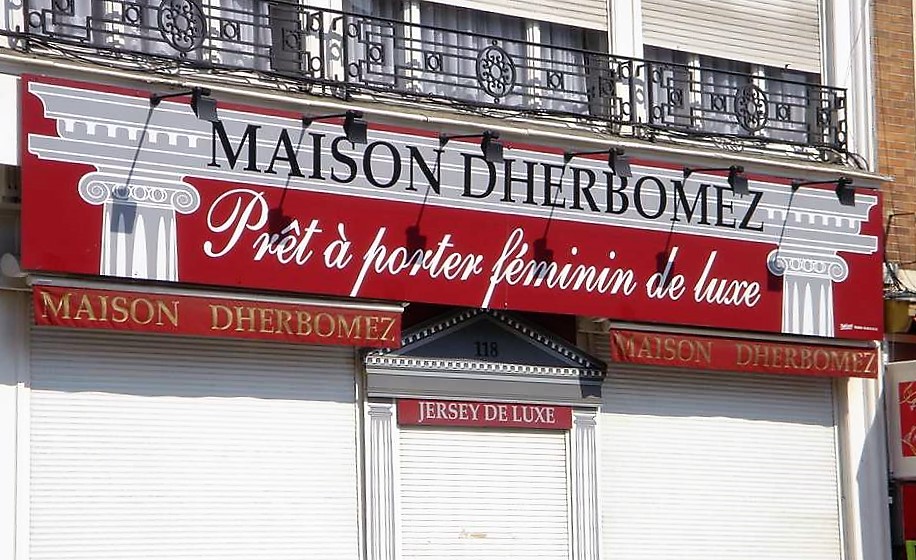 MAISON DHERBOMEZ
Prêt à porter féminin de luxe
MAISON DHERBOMEZ
118
MAISON DHERBOMEZ
JERSEY DE LUXE